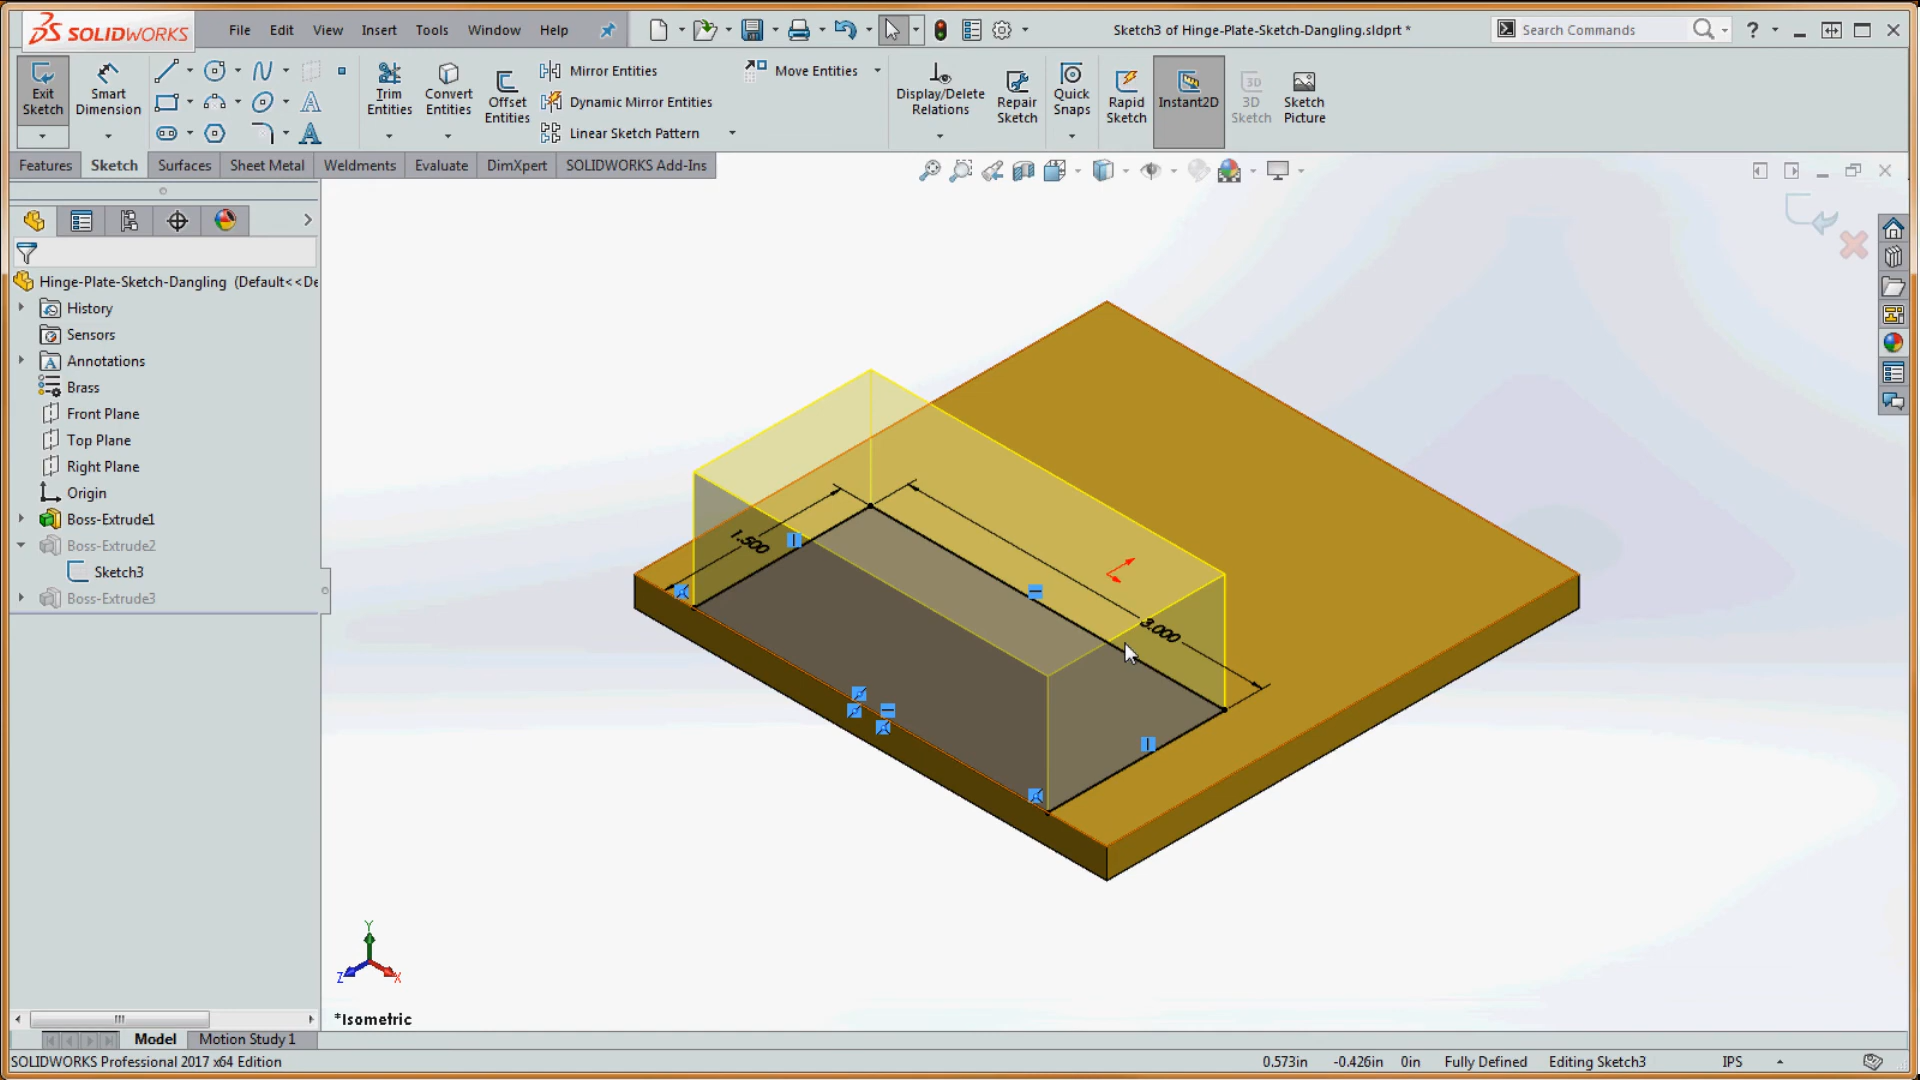 SOLIDWORKS
File Edit View Insert Tools Window Help
Sketch3 of Hinge-Plate-Sketch-Dangling.sldprt *
Search Commands
Exit Sketch
Smart Dimension
Trim Entities
Convert Entities
Offset Entities
Mirror Entities
Dynamic Mirror Entities
Linear Sketch Pattern
Move Entities
Display/Delete Relations
Repair Sketch
Quick Snaps
Rapid Sketch
Instant2D
3D Sketch
Sketch Picture
Features Sketch Surfaces Sheet Metal Weldments Evaluate DimXpert SOLIDWORKS Add-Ins
Hinge-Plate-Sketch-Dangling (Default<<De
History
Sensors
Annotations
Brass
Front Plane
Top Plane
Right Plane
Origin
Boss-Extrude1
Boss-Extrude2
Sketch3
Boss-Extrude3
1.500
3.000
Y
Z
X
*Isometric
Model Motion Study 1
SOLIDWORKS Professional 2017 x64 Edition
0.573in -0.426in 0in Fully Defined Editing Sketch3 IPS